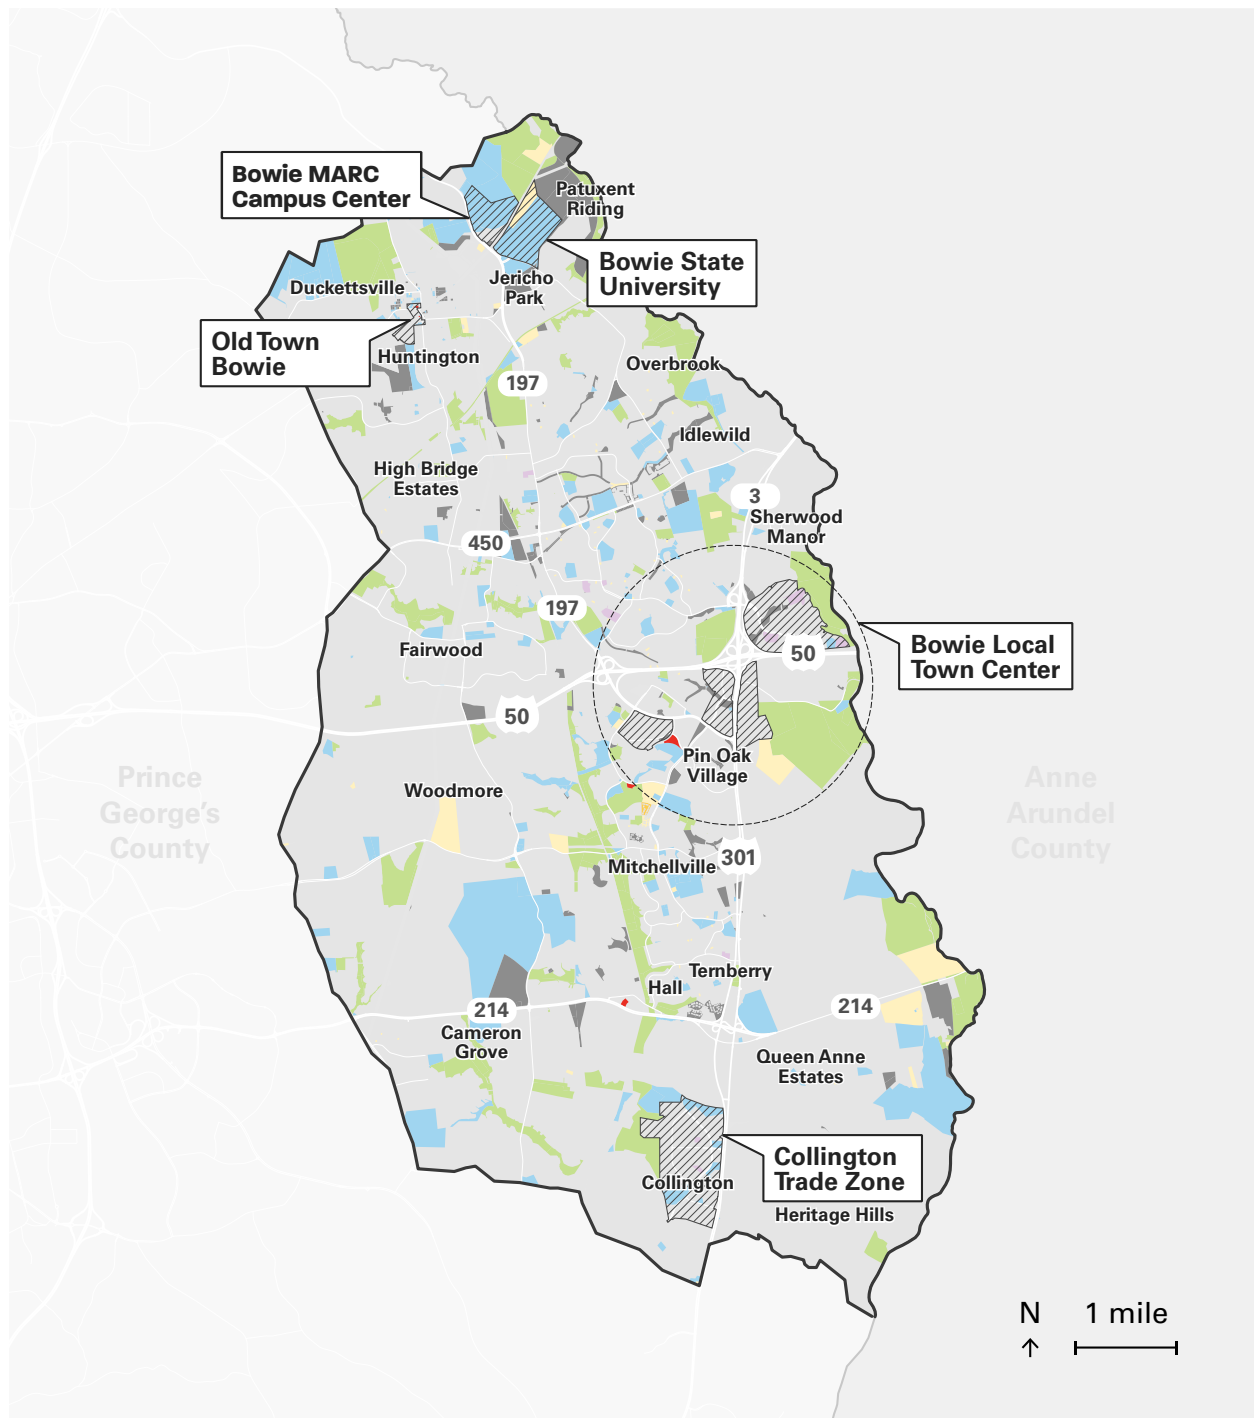 Bowie MARC
Campus Center
Patuxent
Riding
Bowie State
University
Jericho
Park
Duckettsville
Old Town
Bowie
Huntington
Overbrook
197
Idlewild
High Bridge
Estates
3
Sherwood
Manor
450
197
Fairwood
50
Bowie Local
Town Center
50
Pin Oak
Village
Prince
George's
County
Woodmore
Anne
Arundel
County
Mitchellville
301
Ternberry
Hall
214
214
Cameron
Grove
Queen Anne
Estates
Collington
Trade Zone
Collington
Heritage Hills
N
1 mile